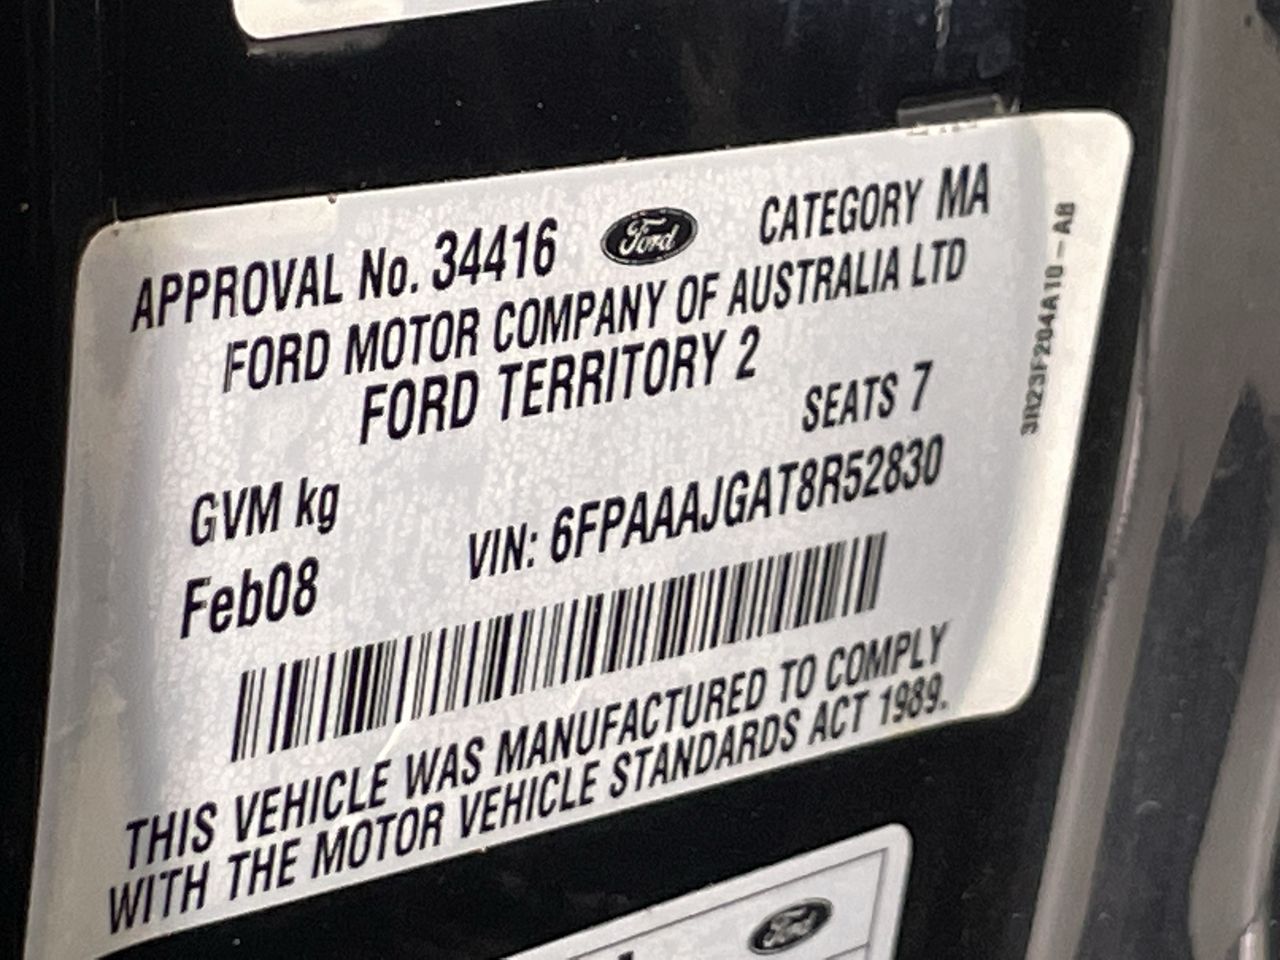 APPROVAL No. 34416 Ford CATEGORY MA
FORD MOTOR COMPANY OF AUSTRALIA LTD
FORD TERRITORY 2
SEATS 7
GVM kg
Feb08 VIN: 6FPAAAJGAT8R52830
THIS VEHICLE WAS MANUFACTURED TO COMPLY
WITH THE MOTOR VEHICLE STANDARDS ACT 1989.
3R23F204A10-AB
Ford